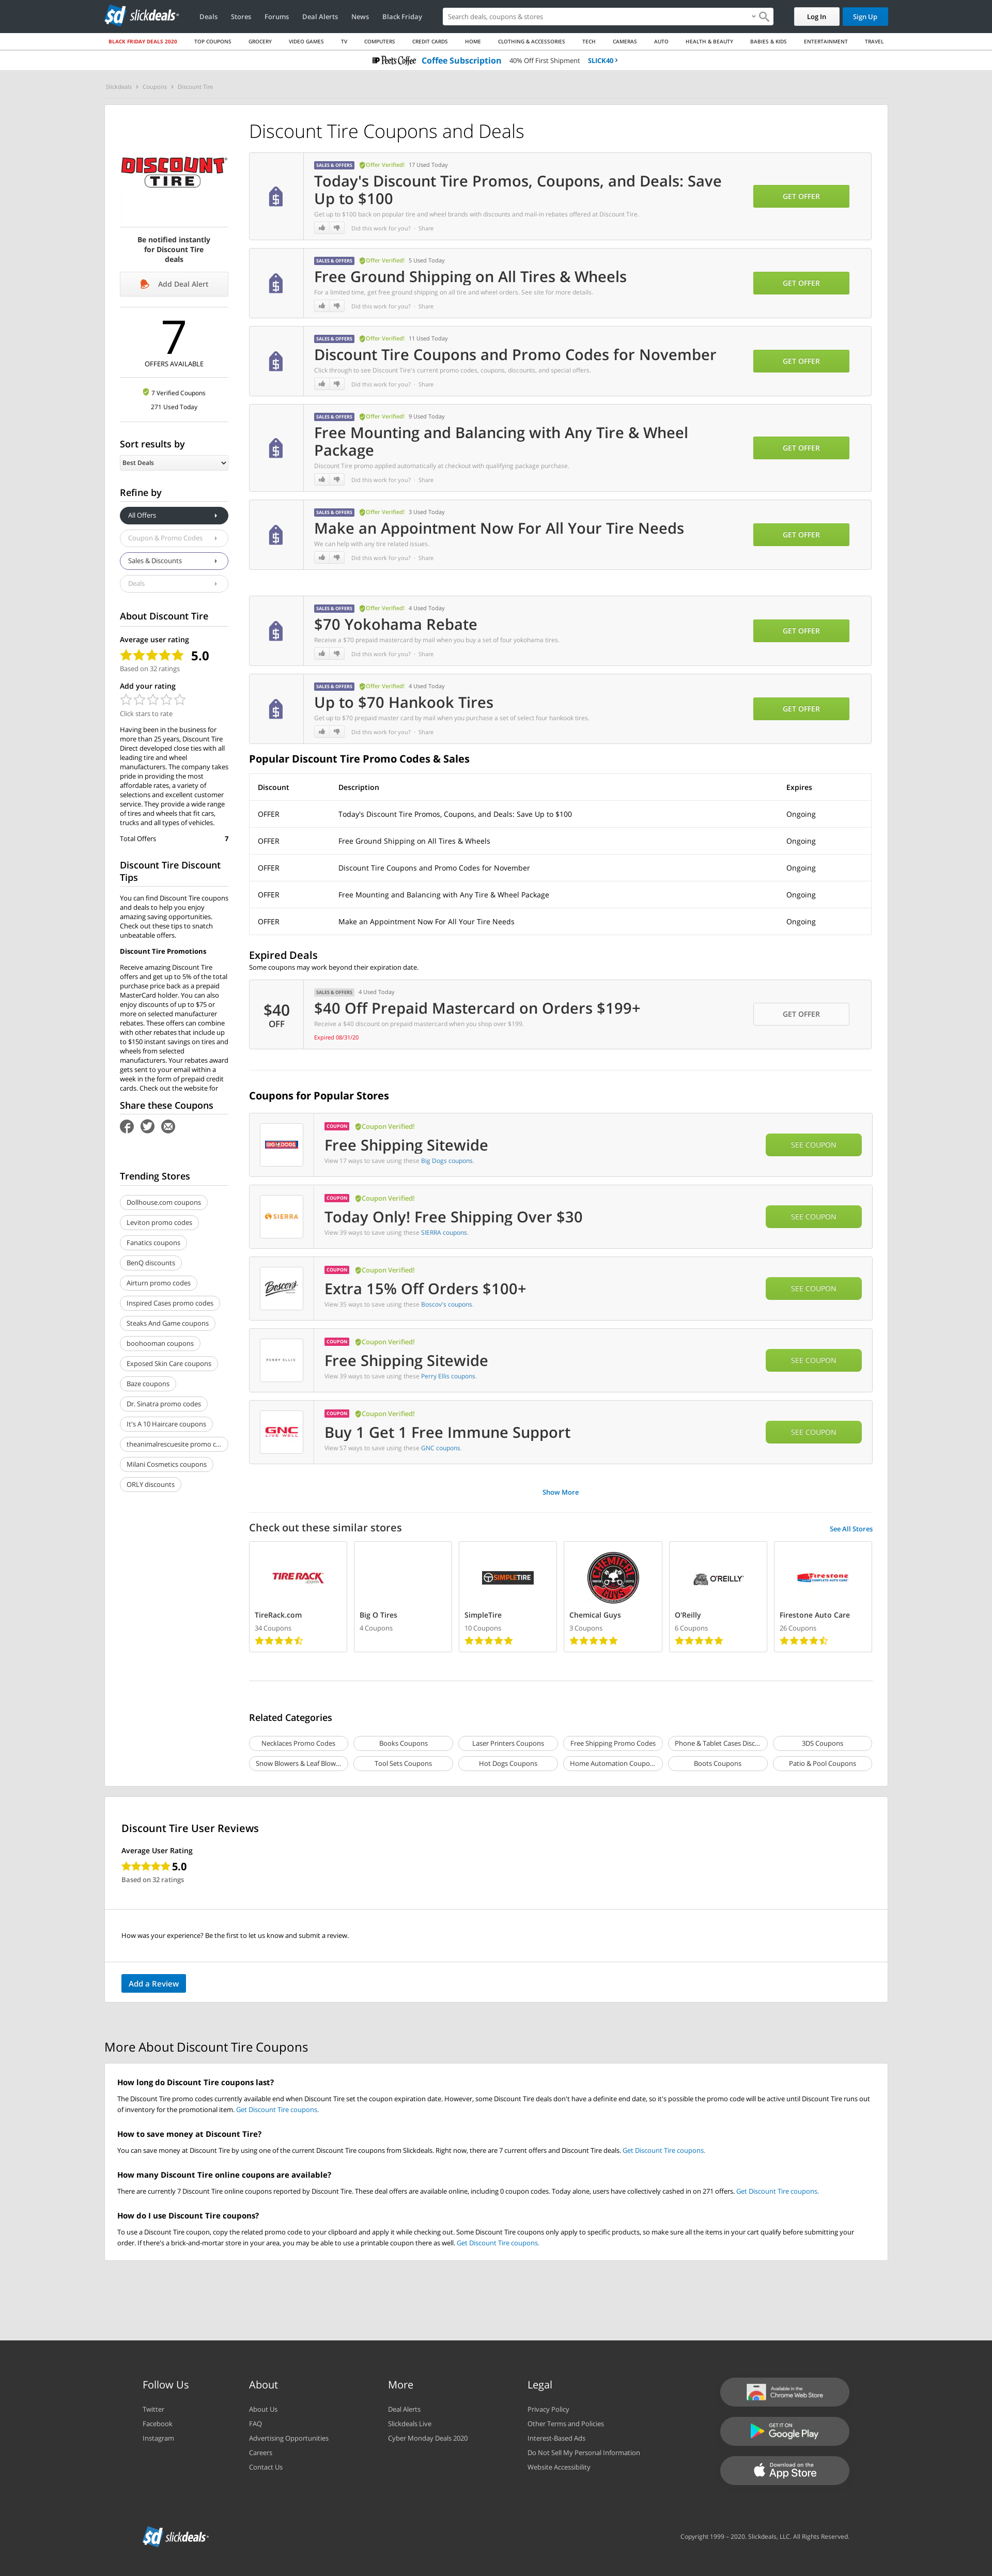 slickdeals
Deals Stores Forums Deal Alerts News Black Friday
Search deals, coupons & stores
Log In
Sign Up
BLACK FRIDAY DEALS 2020 TOP COUPONS GROCERY VIDEO GAMES TV COMPUTERS CREDIT CARDS HOME CLOTHING & ACCESSORIES TECH CAMERAS AUTO HEALTH & BEAUTY BABIES & KIDS ENTERTAINMENT TRAVEL
Peet's Coffee Coffee Subscription 40% Off First Shipment SLICK40 ›
Slickdeals › Coupons › Discount Tire
DISCOUNT
TIRE
Be notified instantly
for Discount Tire
deals
Add Deal Alert
7
OFFERS AVAILABLE
7 Verified Coupons
271 Used Today
Sort results by
Best Deals
Refine by
All Offers
Coupon & Promo Codes
Sales & Discounts
Deals
About Discount Tire
Average user rating
5.0
Based on 32 ratings
Add your rating
Click stars to rate
Having been in the business for
more than 25 years, Discount Tire
Direct developed close ties with all
leading tire and wheel
manufacturers. The company takes
pride in providing the most
affordable rates, a variety of
selections and excellent customer
service. They provide a wide range
of tires and wheels that fit cars,
trucks and all types of vehicles.
Total Offers 7
Discount Tire Discount
Tips
You can find Discount Tire coupons
and deals to help you enjoy
amazing saving opportunities.
Check out these tips to snatch
unbeatable offers.
Discount Tire Promotions
Receive amazing Discount Tire
offers and get up to 5% of the total
purchase price back as a prepaid
MasterCard holder. You can also
enjoy discounts of up to $75 or
more on selected manufacturer
rebates. These offers can combine
with other rebates that include up
to $150 instant savings on tires and
wheels from selected
manufacturers. Your rebates award
gets sent to your email within a
week in the form of prepaid credit
cards. Check out the website for
Share these Coupons
Trending Stores
Dollhouse.com coupons
Leviton promo codes
Fanatics coupons
BenQ discounts
Airturn promo codes
Inspired Cases promo codes
Steaks And Game coupons
boohooman coupons
Exposed Skin Care coupons
Baze coupons
Dr. Sinatra promo codes
It's A 10 Haircare coupons
theanimalrescuesite promo c...
Milani Cosmetics coupons
ORLY discounts
Discount Tire Coupons and Deals
SALES & OFFERS Offer Verified! 17 Used Today
Today's Discount Tire Promos, Coupons, and Deals: Save
Up to $100
Get up to $100 back on popular tire and wheel brands with discounts and mail-in rebates offered at Discount Tire.
Did this work for you? · Share
GET OFFER
SALES & OFFERS Offer Verified! 5 Used Today
Free Ground Shipping on All Tires & Wheels
For a limited time, get free ground shipping on all tire and wheel orders. See site for more details.
Did this work for you? · Share
GET OFFER
SALES & OFFERS Offer Verified! 11 Used Today
Discount Tire Coupons and Promo Codes for November
Click through to see Discount Tire's current promo codes, coupons, discounts, and special offers.
Did this work for you? · Share
GET OFFER
SALES & OFFERS Offer Verified! 9 Used Today
Free Mounting and Balancing with Any Tire & Wheel
Package
Discount Tire promo applied automatically at checkout with qualifying package purchase.
Did this work for you? · Share
GET OFFER
SALES & OFFERS Offer Verified! 3 Used Today
Make an Appointment Now For All Your Tire Needs
We can help with any tire related issues.
Did this work for you? · Share
GET OFFER
SALES & OFFERS Offer Verified! 4 Used Today
$70 Yokohama Rebate
Receive a $70 prepaid mastercard by mail when you buy a set of four yokohama tires.
Did this work for you? · Share
GET OFFER
SALES & OFFERS Offer Verified! 4 Used Today
Up to $70 Hankook Tires
Get up to $70 prepaid master card by mail when you purchase a set of select four hankook tires.
Did this work for you? · Share
GET OFFER
Popular Discount Tire Promo Codes & Sales
Discount Description Expires
OFFER Today's Discount Tire Promos, Coupons, and Deals: Save Up to $100 Ongoing
OFFER Free Ground Shipping on All Tires & Wheels Ongoing
OFFER Discount Tire Coupons and Promo Codes for November Ongoing
OFFER Free Mounting and Balancing with Any Tire & Wheel Package Ongoing
OFFER Make an Appointment Now For All Your Tire Needs Ongoing
Expired Deals
Some coupons may work beyond their expiration date.
$40
OFF
SALES & OFFERS 4 Used Today
$40 Off Prepaid Mastercard on Orders $199+
Receive a $40 discount on prepaid mastercard when you shop over $199.
Expired 08/31/20
GET OFFER
Coupons for Popular Stores
BIG DOGS
COUPON Coupon Verified!
Free Shipping Sitewide
View 17 ways to save using these Big Dogs coupons.
SEE COUPON
SIERRA
COUPON Coupon Verified!
Today Only! Free Shipping Over $30
View 39 ways to save using these SIERRA coupons.
SEE COUPON
Boscov's
COUPON Coupon Verified!
Extra 15% Off Orders $100+
View 35 ways to save using these Boscov's coupons.
SEE COUPON
PERRY ELLIS
COUPON Coupon Verified!
Free Shipping Sitewide
View 39 ways to save using these Perry Ellis coupons.
SEE COUPON
GNC
LIVE WELL
COUPON Coupon Verified!
Buy 1 Get 1 Free Immune Support
View 57 ways to save using these GNC coupons.
SEE COUPON
Show More
Check out these similar stores
See All Stores
TIRE RACK
.com
TireRack.com
34 Coupons
Big O Tires
4 Coupons
SIMPLETIRE
SimpleTire
10 Coupons
CHEMICAL GUYS
Chemical Guys
3 Coupons
O'REILLY
O'Reilly
6 Coupons
Firestone
COMPLETE AUTO CARE
Firestone Auto Care
26 Coupons
Related Categories
Necklaces Promo Codes Books Coupons Laser Printers Coupons Free Shipping Promo Codes Phone & Tablet Cases Disc... 3DS Coupons
Snow Blowers & Leaf Blow... Tool Sets Coupons Hot Dogs Coupons Home Automation Coupo... Boots Coupons Patio & Pool Coupons
Discount Tire User Reviews
Average User Rating
5.0
Based on 32 ratings
How was your experience? Be the first to let us know and submit a review.
Add a Review
More About Discount Tire Coupons
How long do Discount Tire coupons last?
The Discount Tire promo codes currently available end when Discount Tire set the coupon expiration date. However, some Discount Tire deals don't have a definite end date, so it's possible the promo code will be active until Discount Tire runs out
of inventory for the promotional item. Get Discount Tire coupons.
How to save money at Discount Tire?
You can save money at Discount Tire by using one of the current Discount Tire coupons from Slickdeals. Right now, there are 7 current offers and Discount Tire deals. Get Discount Tire coupons.
How many Discount Tire online coupons are available?
There are currently 7 Discount Tire online coupons reported by Discount Tire. These deal offers are available online, including 0 coupon codes. Today alone, users have collectively cashed in on 271 offers. Get Discount Tire coupons.
How do I use Discount Tire coupons?
To use a Discount Tire coupon, copy the related promo code to your clipboard and apply it while checking out. Some Discount Tire coupons only apply to specific products, so make sure all the items in your cart qualify before submitting your
order. If there's a brick-and-mortar store in your area, you may be able to use a printable coupon there as well. Get Discount Tire coupons.
Follow Us
Twitter
Facebook
Instagram
About
About Us
FAQ
Advertising Opportunities
Careers
Contact Us
More
Deal Alerts
Slickdeals Live
Cyber Monday Deals 2020
Legal
Privacy Policy
Other Terms and Policies
Interest-Based Ads
Do Not Sell My Personal Information
Website Accessibility
Available in the
Chrome Web Store
GET IT ON
Google Play
Download on the
App Store
slickdeals
Copyright 1999 – 2020. Slickdeals, LLC. All Rights Reserved.